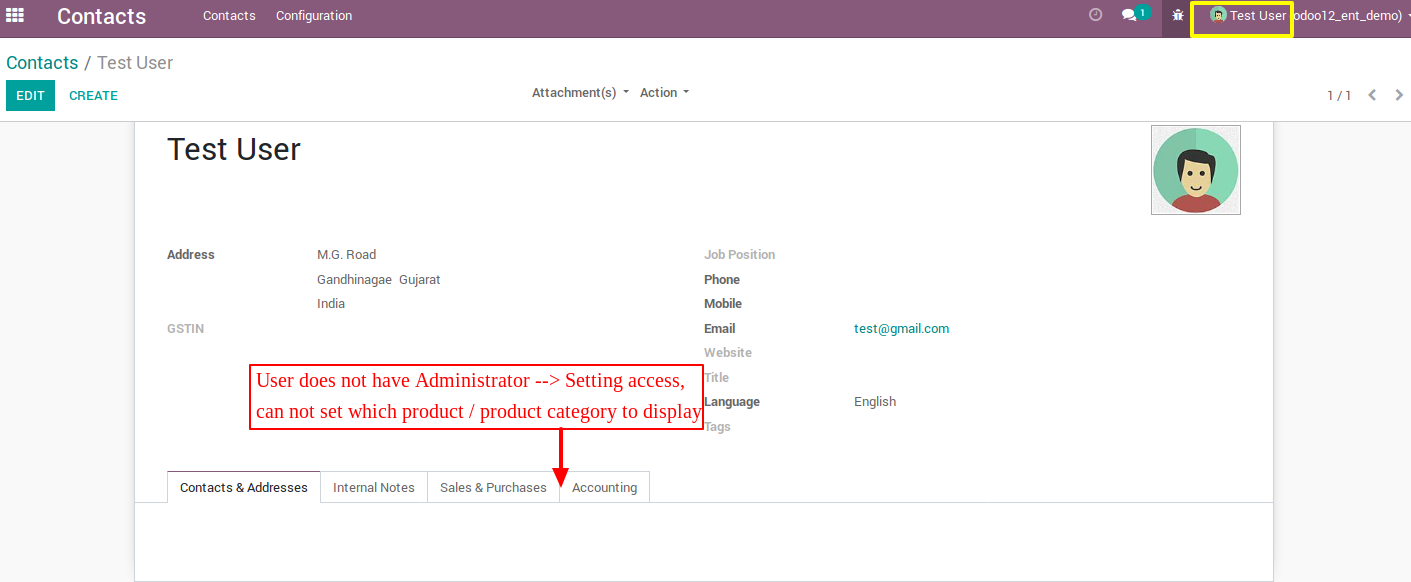 Contacts Contacts Configuration 1 Test User (odoo12_ent_demo)
Contacts / Test User
EDIT CREATE Attachment(s) Action 1 / 1
Test User
Address M.G. Road
Gandhinagae Gujarat
India
GSTIN
Job Position
Phone
Mobile
Email test@gmail.com
Website
Title
Language English
Tags
User does not have Administrator --> Setting access,
can not set which product / product category to display
Contacts & Addresses Internal Notes Sales & Purchases Accounting